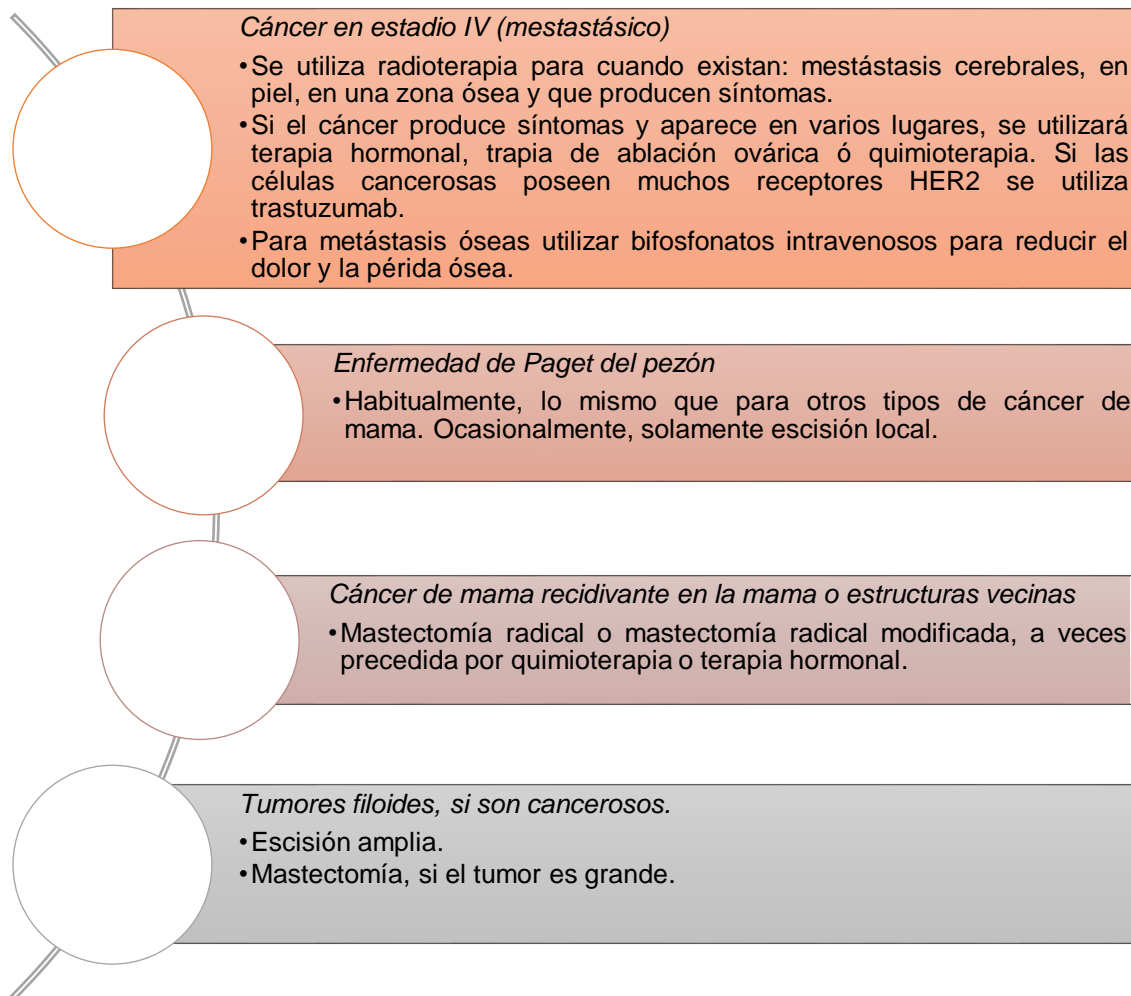 Cáncer en estadio IV (mestastásico)
•Se utiliza radioterapia para cuando existan: mestástasis cerebrales, en
piel, en una zona ósea y que producen síntomas.
•Si el cáncer produce síntomas y aparece en varios lugares, se utilizará
terapia hormonal, trapia de ablación ovárica ó quimioterapia. Si las
células cancerosas poseen muchos receptores HER2 se utiliza
trastuzumab.
•Para metástasis óseas utilizar bifosfonatos intravenosos para reducir el
dolor y la périda ósea.
Enfermedad de Paget del pezón
•Habitualmente, lo mismo que para otros tipos de cáncer de
mama. Ocasionalmente, solamente escisión local.
Cáncer de mama recidivante en la mama o estructuras vecinas
•Mastectomía radical o mastectomía radical modificada, a veces
precedida por quimioterapia o terapia hormonal.
Tumores filoides, si son cancerosos.
•Escisión amplia.
•Mastectomía, si el tumor es grande.